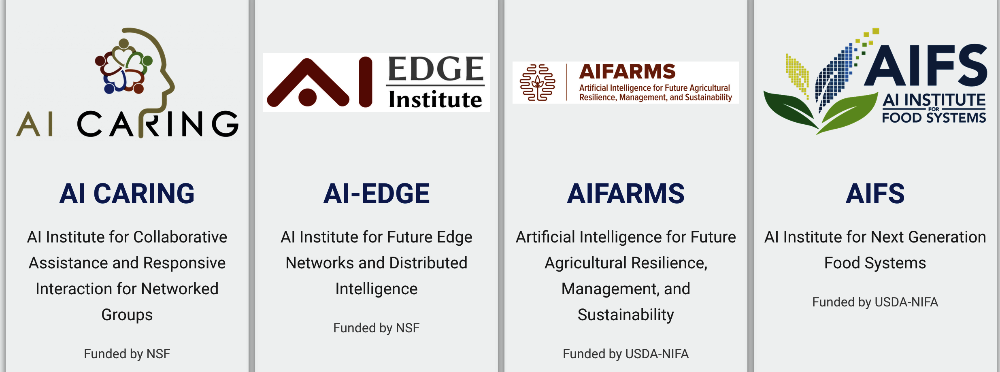 AI CARING
AI CARING
AI Institute for Collaborative
Assistance and Responsive
Interaction for Networked
Groups
Funded by NSF
AI EDGE
Institute
AI-EDGE
AI Institute for Future Edge
Networks and Distributed
Intelligence
Funded by NSF
AIFARMS
Artificial Intelligence for Future Agricultural
Resilience, Management, and Sustainability
AIFARMS
Artificial Intelligence for Future
Agricultural Resilience,
Management, and
Sustainability
Funded by USDA-NIFA
AIFS
AI INSTITUTE
FOR
FOOD SYSTEMS
AIFS
AI Institute for Next Generation
Food Systems
Funded by USDA-NIFA